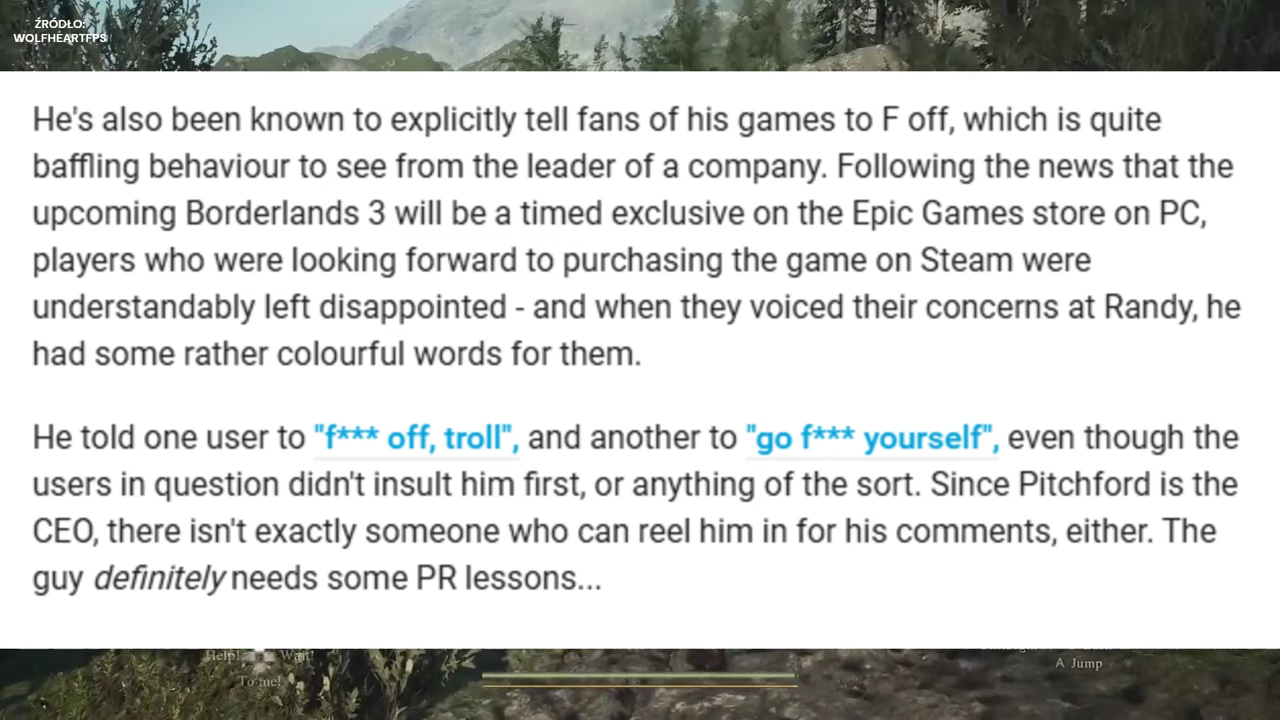 ŹRÓDŁO:
WOLFHEARTFPS
He's also been known to explicitly tell fans of his games to F off, which is quite
baffling behaviour to see from the leader of a company. Following the news that the
upcoming Borderlands 3 will be a timed exclusive on the Epic Games store on PC,
players who were looking forward to purchasing the game on Steam were
understandably left disappointed - and when they voiced their concerns at Randy, he
had some rather colourful words for them.
He told one user to "f*** off, troll", and another to "go f*** yourself", even though the
users in question didn't insult him first, or anything of the sort. Since Pitchford is the
CEO, there isn't exactly someone who can reel him in for his comments, either. The
guy definitely needs some PR lessons...
Help! Wait!
To me!
A Jump